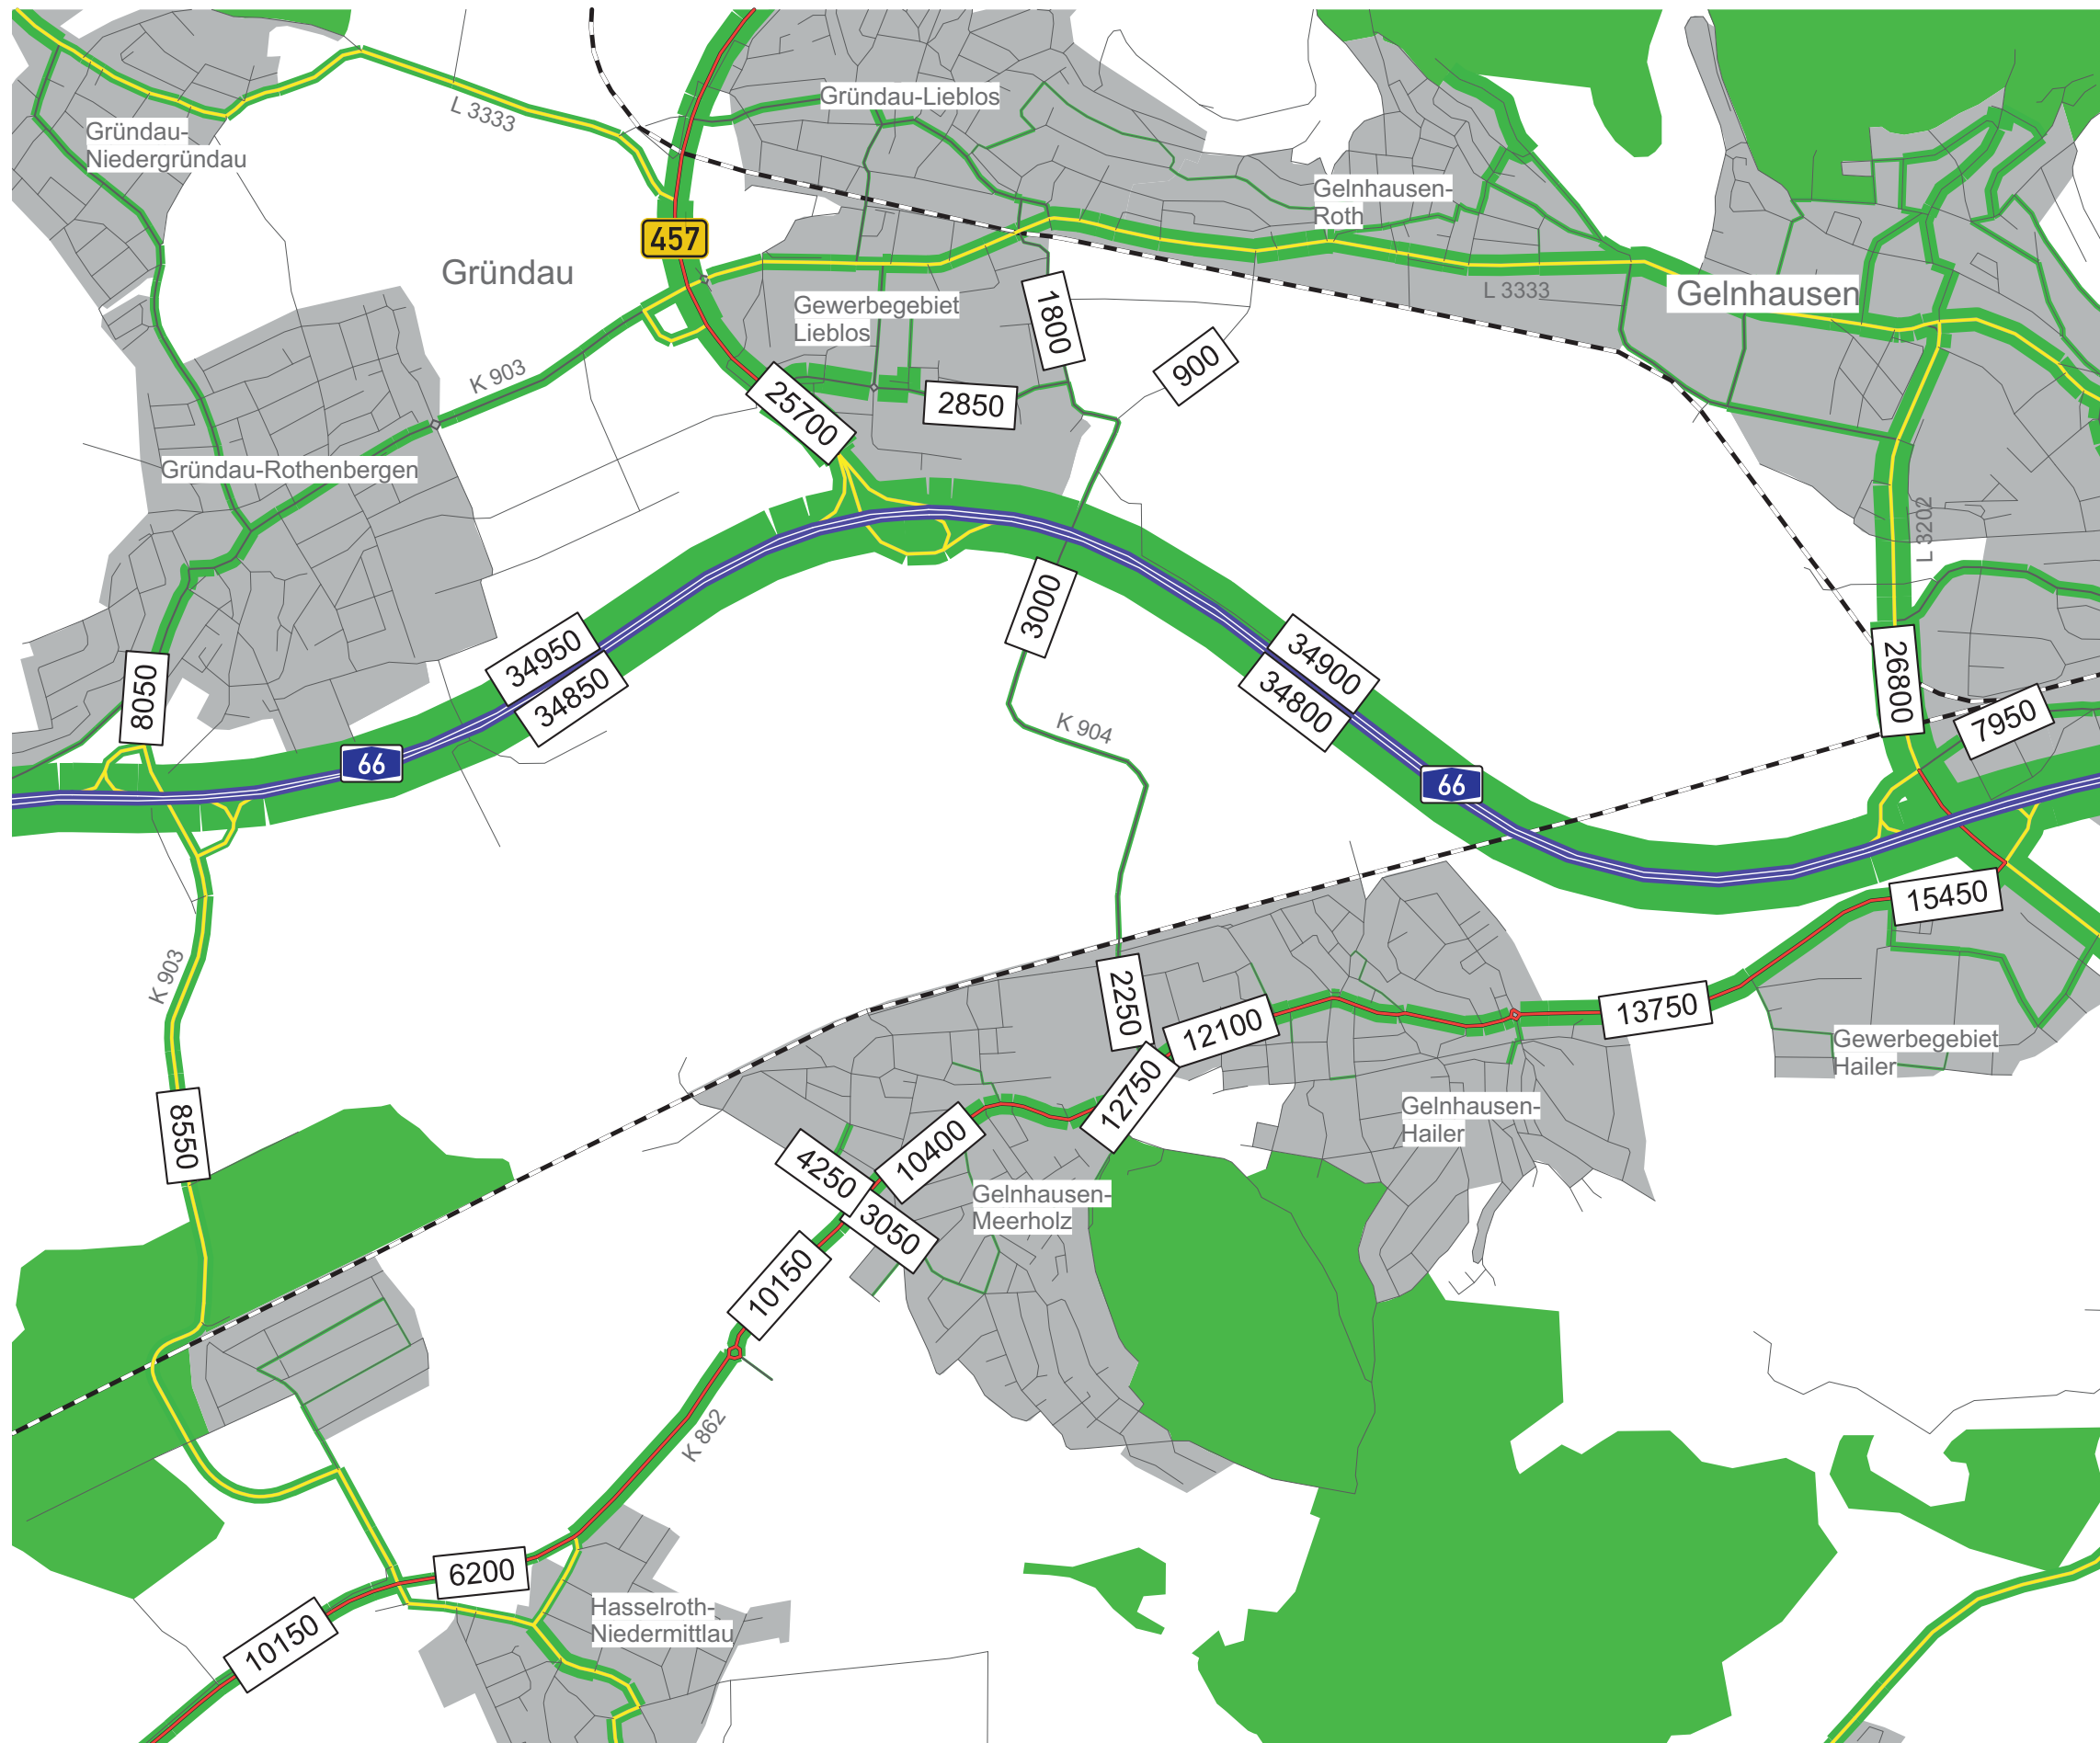 Gründau-Lieblos
L 3333
Gründau-
Niedergründau
Gelnhausen-
Roth
457
Gründau
L 3333
Gelnhausen
Gewerbegebiet
Lieblos
1800
900
K 903
25700
2850
Gründau-Rothenbergen
L 3202
3000
34950
34850
34900
34800
8050
26800
7950
K 904
66
66
15450
K 903
2250
12100
13750
Gewerbegebiet
Hailer
12750
8550
Gelnhausen-
Hailer
10400
4250
3050
Gelnhausen-
Meerholz
10150
K 862
6200
Hasselroth-
Niedermittlau
10150